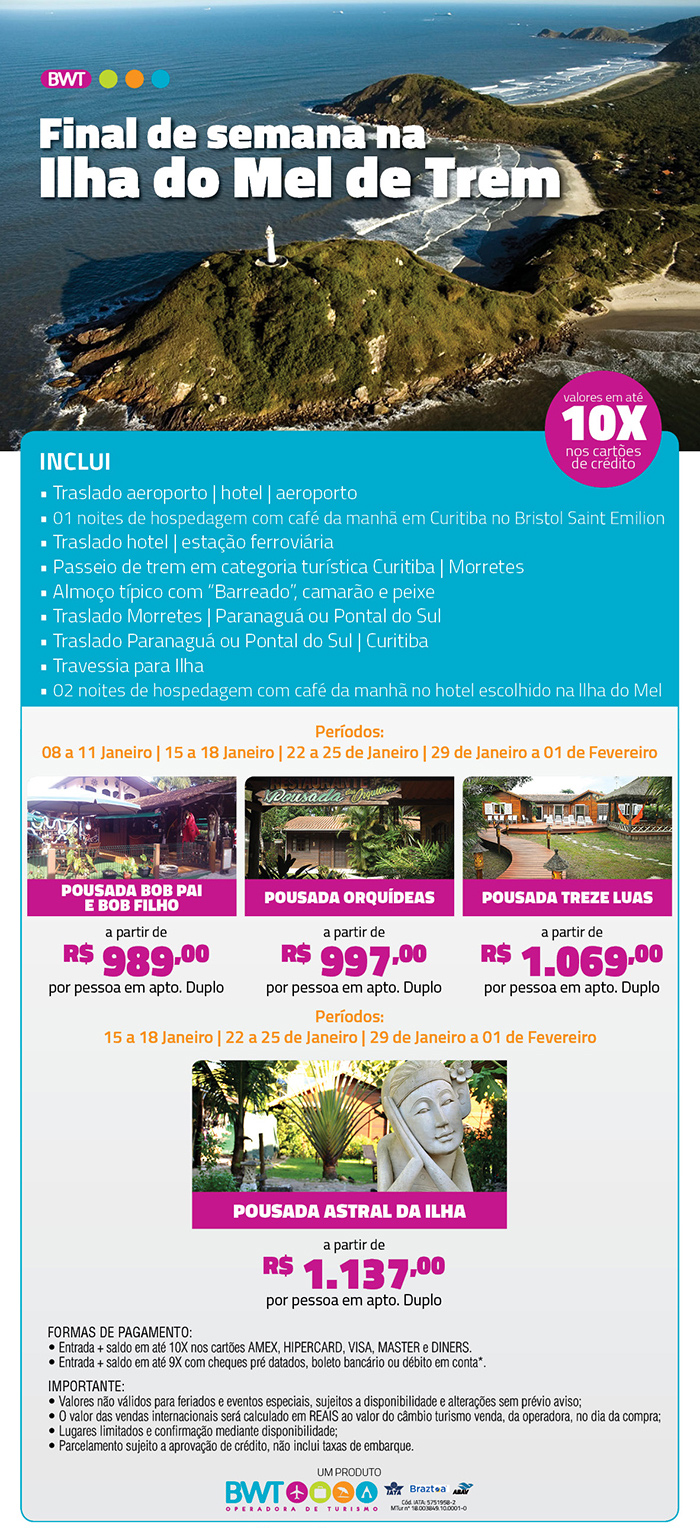 BWT
Final de semana na
Ilha do Mel de Trem
valores em até
10X
nos cartões
de crédito
INCLUI
▪ Traslado aeroporto | hotel | aeroporto
▪ 01 noites de hospedagem com café da manhã em Curitiba no Bristol Saint Emilion
▪ Traslado hotel | estação ferroviária
▪ Passeio de trem em categoria turística Curitiba | Morretes
▪ Almoço típico com “Barreado”, camarão e peixe
▪ Traslado Morretes | Paranaguá ou Pontal do Sul
▪ Traslado Paranaguá ou Pontal do Sul | Curitiba
▪ Travessia para Ilha
▪ 02 noites de hospedagem com café da manhã no hotel escolhido na Ilha do Mel
Períodos:
08 a 11 Janeiro | 15 a 18 Janeiro | 22 a 25 de Janeiro | 29 de Janeiro a 01 de Fevereiro
Pousada
POUSADA BOB PAI
E BOB FILHO
a partir de
R$ 989,00
por pessoa em apto. Duplo
POUSADA ORQUÍDEAS
a partir de
R$ 997,00
por pessoa em apto. Duplo
POUSADA TREZE LUAS
a partir de
R$ 1.069,00
por pessoa em apto. Duplo
Períodos:
15 a 18 Janeiro | 22 a 25 de Janeiro | 29 de Janeiro a 01 de Fevereiro
POUSADA ASTRAL DA ILHA
a partir de
R$ 1.137,00
por pessoa em apto. Duplo
FORMAS DE PAGAMENTO:
• Entrada + saldo em até 10X nos cartões AMEX, HIPERCARD, VISA, MASTER e DINERS.
• Entrada + saldo em até 9X com cheques pré datados, boleto bancário ou débito em conta*.
IMPORTANTE:
• Valores não válidos para feriados e eventos especiais, sujeitos a disponibilidade e alterações sem prévio aviso;
• O valor das vendas internacionais será calculado em REAIS ao valor do câmbio turismo venda, da operadora, no dia da compra;
• Lugares limitados e confirmação mediante disponibilidade;
• Parcelamento sujeito a aprovação de crédito, não inclui taxas de embarque.
UM PRODUTO
BWT
OPERADORA DE TURISMO
IATA
Braztoa
ABAV
Cód. IATA: 5751958-2
MTur nº 18.003849.10.0001-0